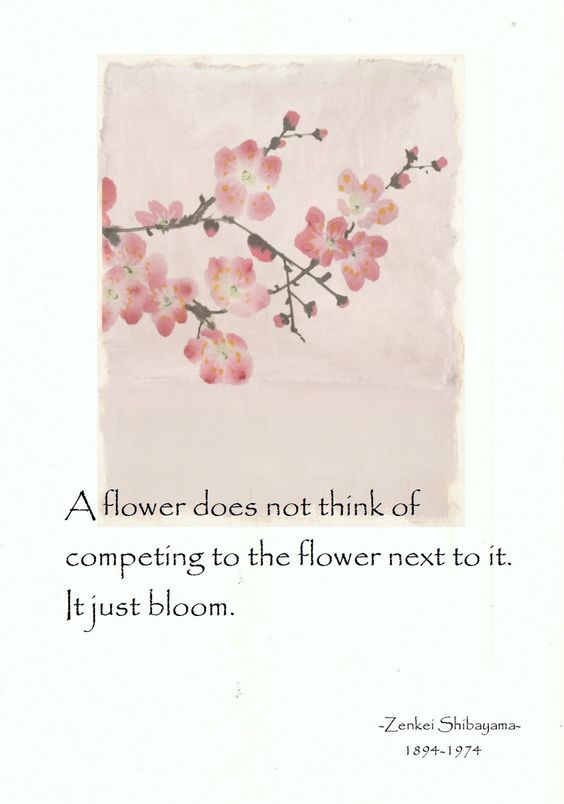 A flower does not think of
competing to the flower next to it.
It just bloom.
-Zenkei Shibayama-
1894-1974